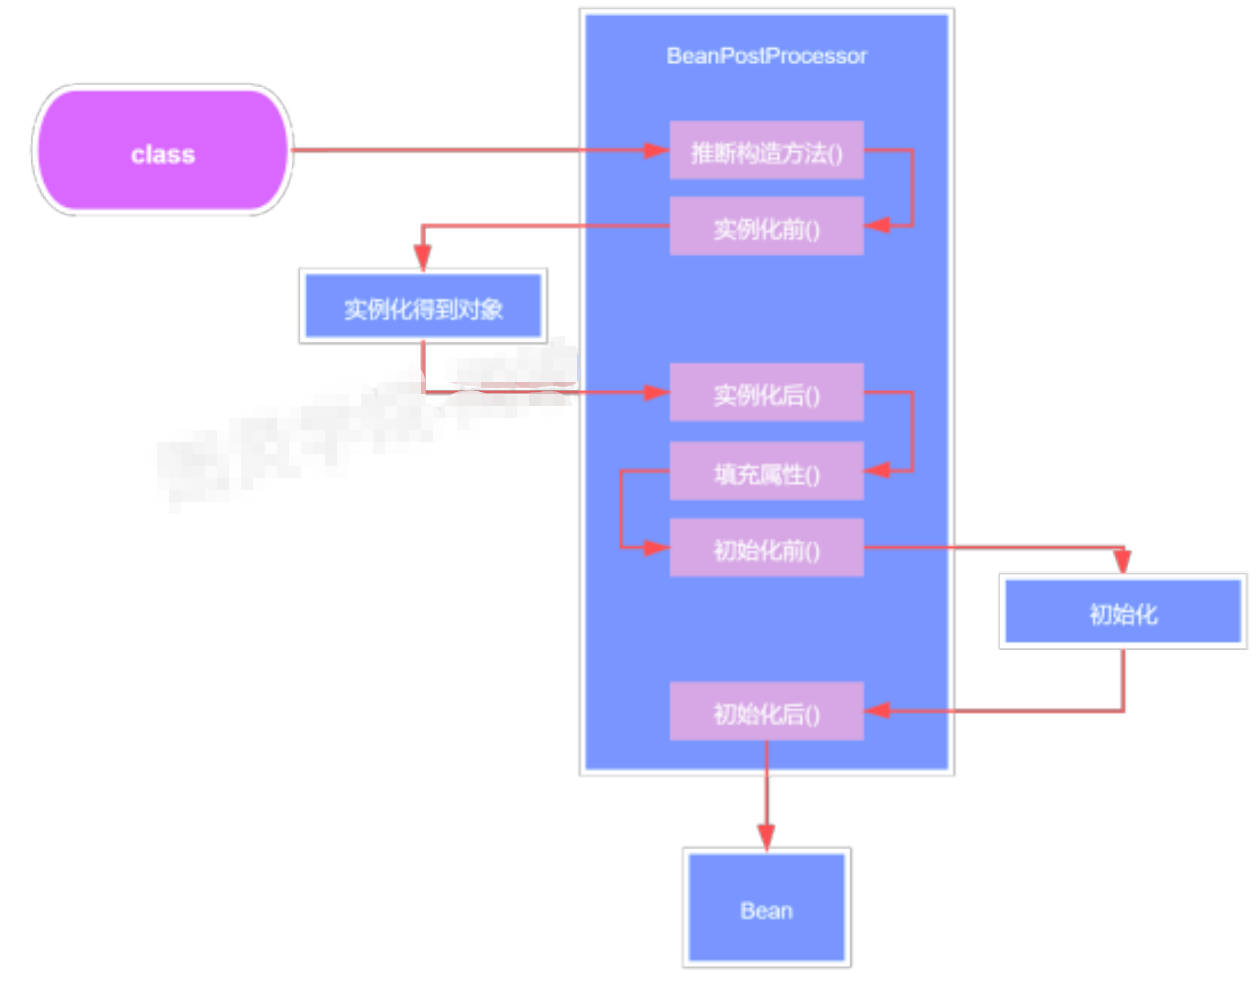 BeanPostProcessor
class
推断构造方法()
实例化前()
实例化得到对象
实例化后()
填充属性()
初始化前()
初始化
初始化后()
Bean